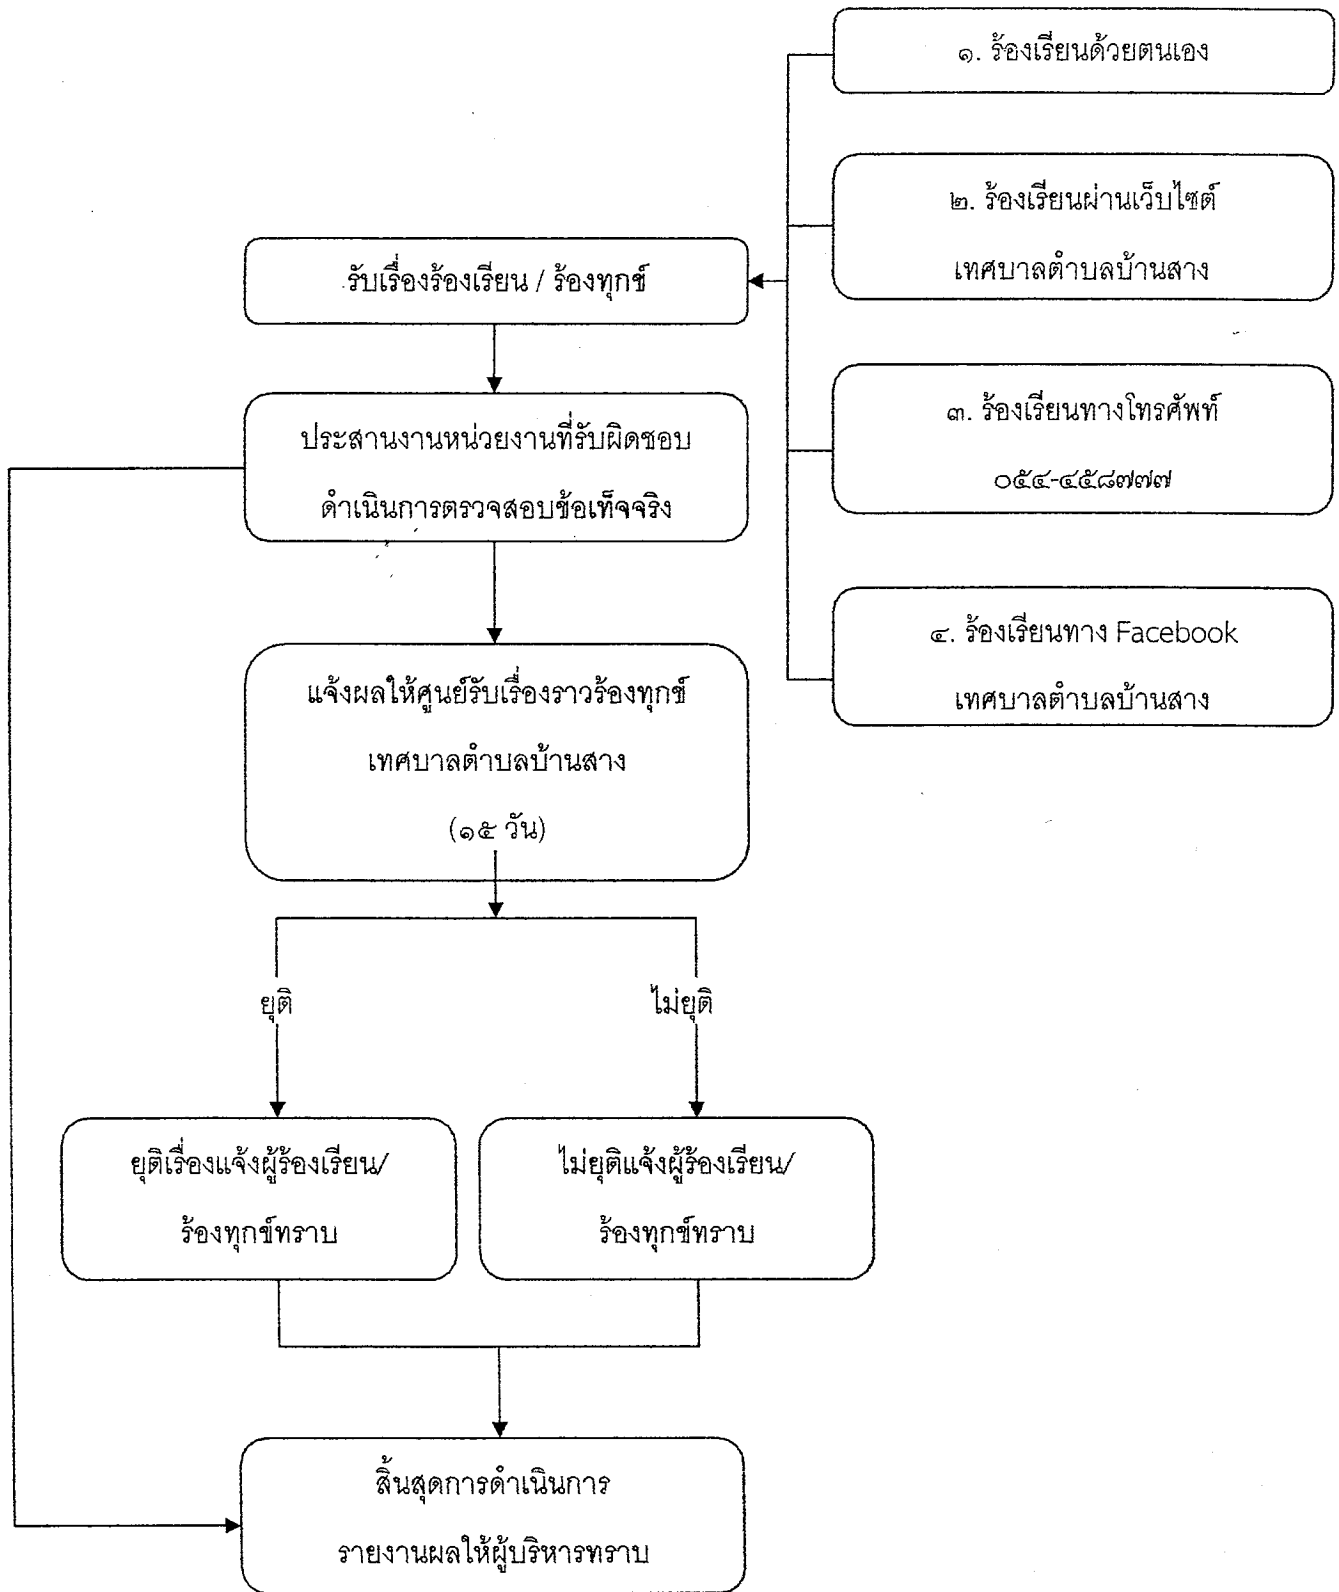 ๑. ร้องเรียนด้วยตนเอง
๒. ร้องเรียนผ่านเว็บไซต์
เทศบาลตำบลบ้านสาง
๓. ร้องเรียนทางโทรศัพท์
๐๕๔-๔๕๘๗๗๗
๔. ร้องเรียนทาง Facebook
เทศบาลตำบลบ้านสาง
รับเรื่องร้องเรียน / ร้องทุกข์
ประสานงานหน่วยงานที่รับผิดชอบ
ดำเนินการตรวจสอบข้อเท็จจริง
แจ้งผลให้ศูนย์รับเรื่องราวร้องทุกข์
เทศบาลตำบลบ้านสาง
(๑๕ วัน)
ยุติ
ไม่ยุติ
ยุติเรื่องแจ้งผู้ร้องเรียน/
ร้องทุกข์ทราบ
ไม่ยุติแจ้งผู้ร้องเรียน/
ร้องทุกข์ทราบ
สิ้นสุดการดำเนินการ
รายงานผลให้ผู้บริหารทราบ